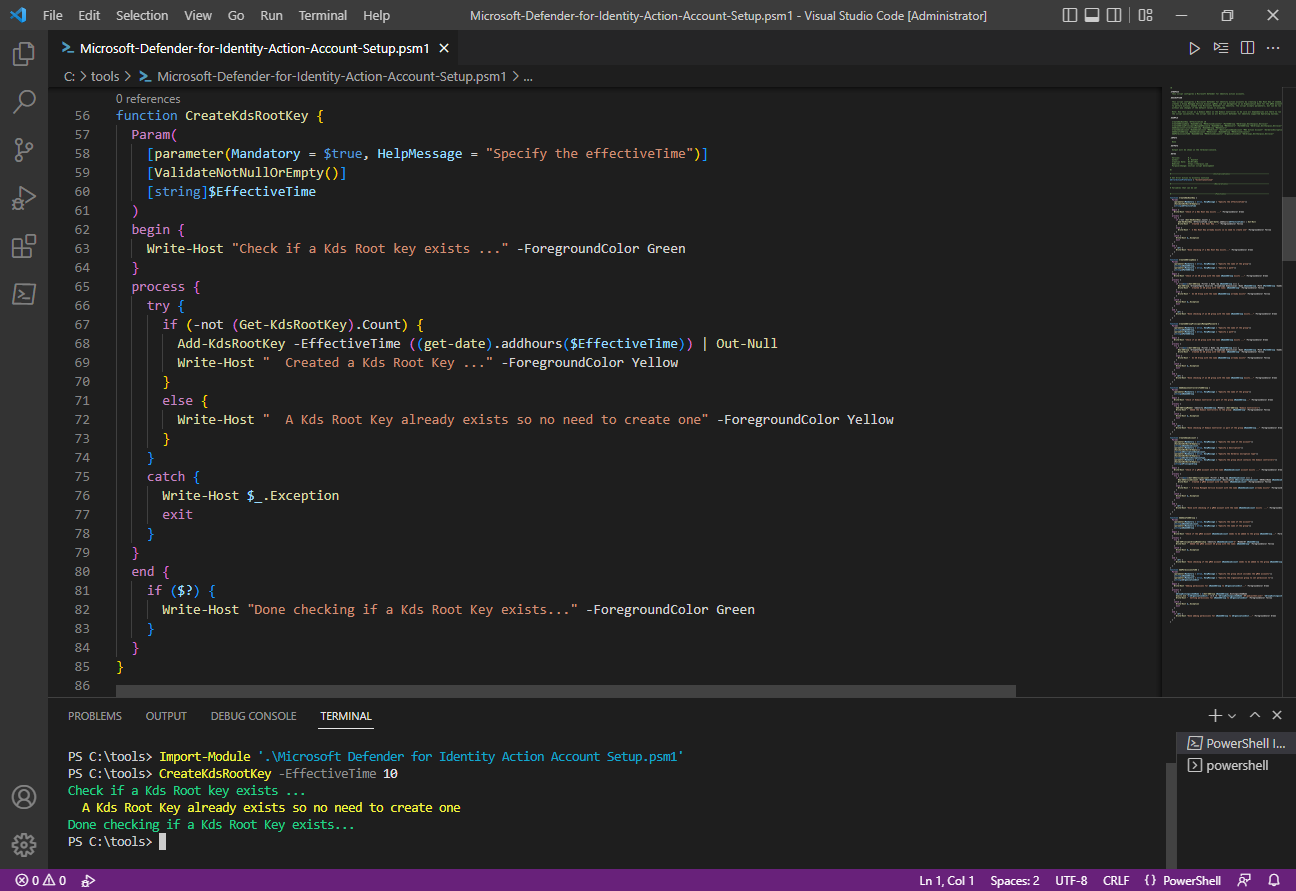 File Edit Selection View Go Run Terminal Help Microsoft-Defender-for-Identity-Action-Account-Setup.psm1 - Visual Studio Code [Administrator]
Microsoft-Defender-for-Identity-Action-Account-Setup.psm1
C: > tools > Microsoft-Defender-for-Identity-Action-Account-Setup.psm1 > ...
0 references
56 function CreateKdsRootKey {
57 Param(
58 [parameter(Mandatory = $true, HelpMessage = "Specify the effectiveTime")]
59 [ValidateNotNullOrEmpty()]
60 [string]$EffectiveTime
61 )
62 begin {
63 Write-Host "Check if a Kds Root key exists ..." -ForegroundColor Green
64 }
65 process {
66 try {
67 if (-not (Get-KdsRootKey).Count) {
68 Add-KdsRootKey -EffectiveTime ((get-date).addhours($EffectiveTime)) | Out-Null
69 Write-Host "  Created a Kds Root Key ..." -ForegroundColor Yellow
70 }
71 else {
72 Write-Host "  A Kds Root Key already exists so no need to create one" -ForegroundColor Yellow
73 }
74 }
75 catch {
76 Write-Host $_.Exception
77 exit
78 }
79 }
80 end {
81 if ($?) {
82 Write-Host "Done checking if a Kds Root Key exists..." -ForegroundColor Green
83 }
84 }
85 }
86
PROBLEMS OUTPUT DEBUG CONSOLE TERMINAL
PS C:\tools> Import-Module '.\Microsoft Defender for Identity Action Account Setup.psm1'
PS C:\tools> CreateKdsRootKey -EffectiveTime 10
Check if a Kds Root key exists ...
  A Kds Root Key already exists so no need to create one
Done checking if a Kds Root Key exists...
PS C:\tools>
PowerShell I...
powershell
0 0 Ln 1, Col 1 Spaces: 2 UTF-8 CRLF {} PowerShell